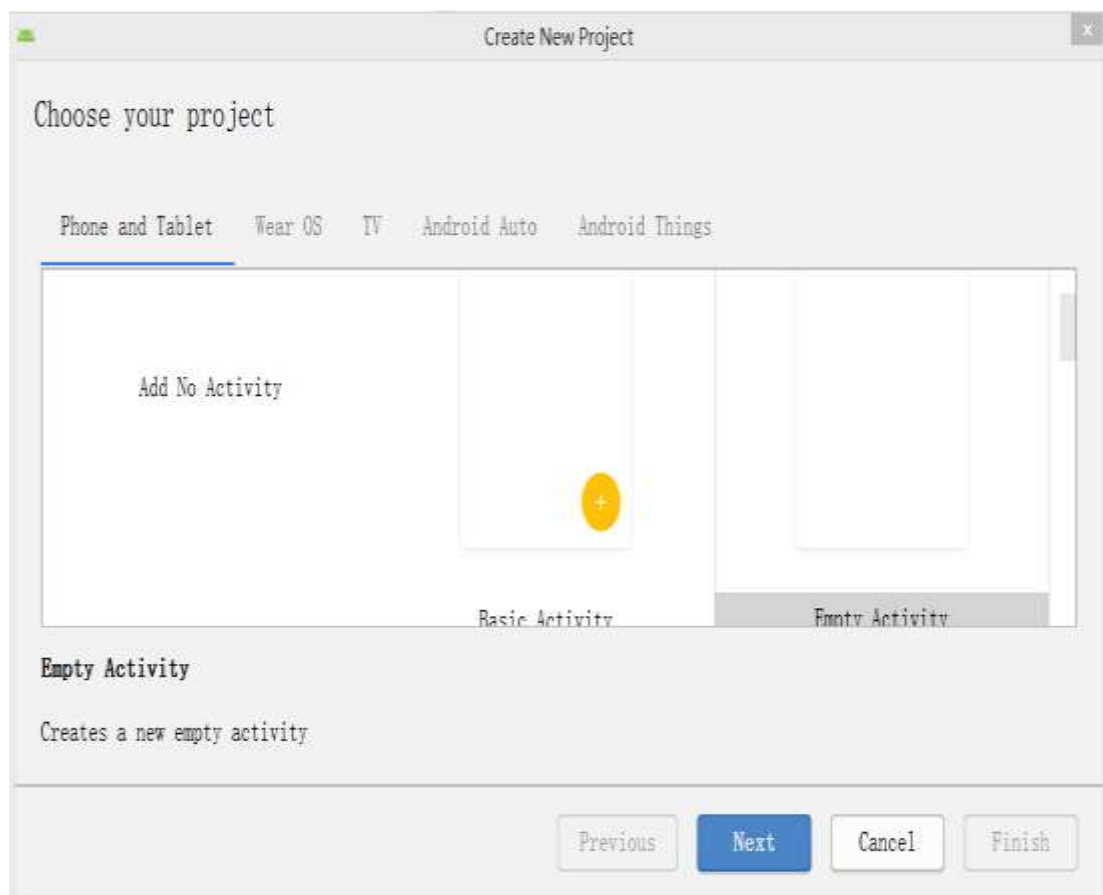 Create New Project
x
Choose your project
Phone and Tablet Wear OS TV Android Auto Android Things
Add No Activity
+
Basic Activity Empty Activity
Empty Activity
Creates a new empty activity
Previous Next Cancel Finish